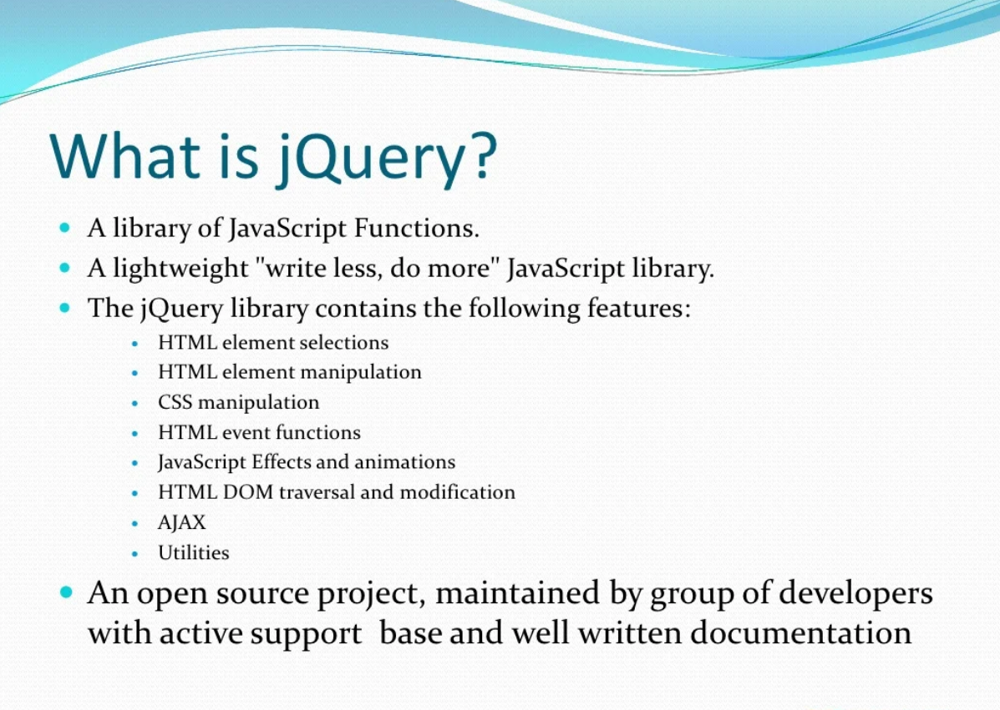 What is jQuery?
A library of JavaScript Functions.
A lightweight "write less, do more" JavaScript library.
The jQuery library contains the following features:
HTML element selections
HTML element manipulation
CSS manipulation
HTML event functions
JavaScript Effects and animations
HTML DOM traversal and modification
AJAX
Utilities
An open source project, maintained by group of developers
with active support  base and well written documentation